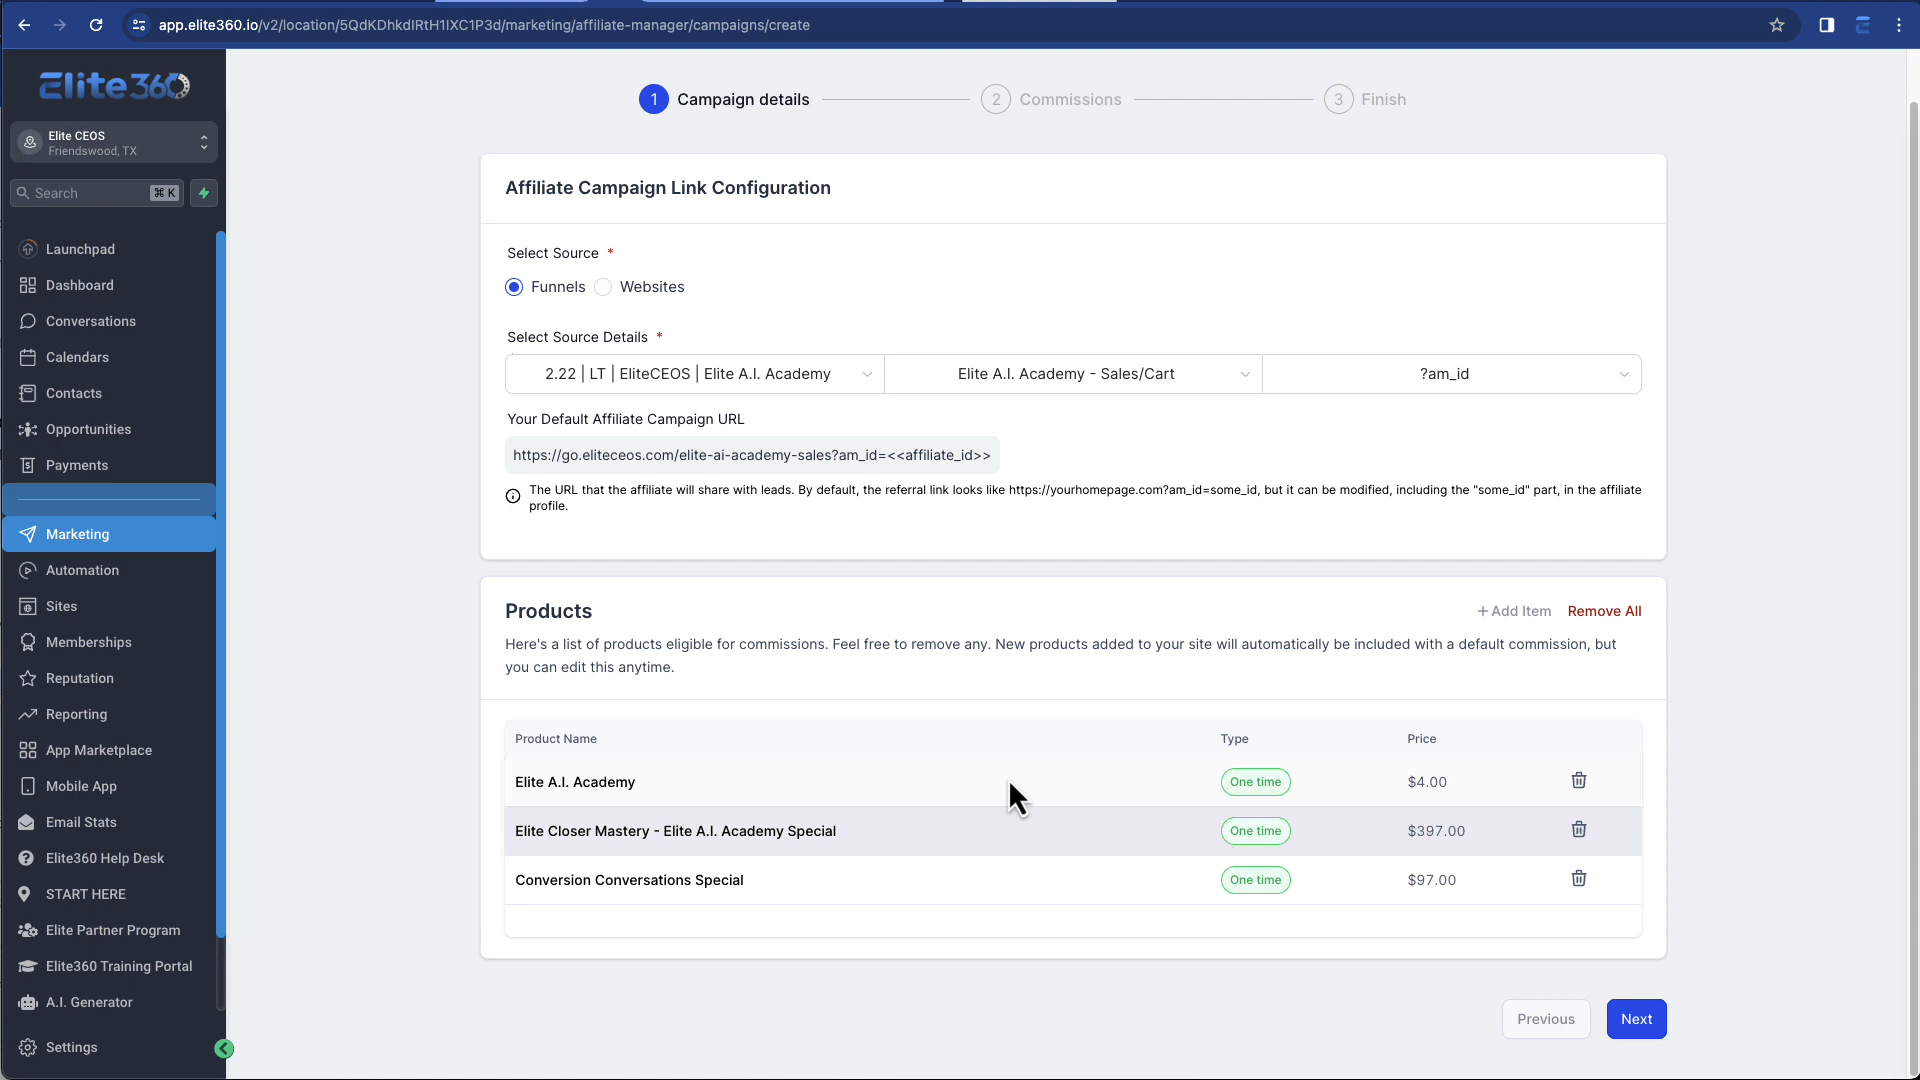 app.elite360.io/v2/location/5QdKDhkdlRtH1lXC1P3d/marketing/affiliate-manager/campaigns/create
Elite360
Elite CEOS
Friendswood, TX
Search ⌘ K
Launchpad
Dashboard
Conversations
Calendars
Contacts
Opportunities
Payments
Marketing
Automation
Sites
Memberships
Reputation
Reporting
App Marketplace
Mobile App
Email Stats
Elite360 Help Desk
START HERE
Elite Partner Program
Elite360 Training Portal
A.I. Generator
Settings
1 Campaign details 2 Commissions 3 Finish
Affiliate Campaign Link Configuration
Select Source *
Funnels Websites
Select Source Details *
2.22 | LT | EliteCEOS | Elite A.I. Academy Elite A.I. Academy - Sales/Cart ?am_id
Your Default Affiliate Campaign URL
https://go.eliteceos.com/elite-ai-academy-sales?am_id=<<affiliate_id>>
The URL that the affiliate will share with leads. By default, the referral link looks like https://yourhomepage.com?am_id=some_id, but it can be modified, including the "some_id" part, in the affiliate
profile.
Products + Add Item Remove All
Here's a list of products eligible for commissions. Feel free to remove any. New products added to your site will automatically be included with a default commission, but
you can edit this anytime.
Product Name Type Price
Elite A.I. Academy One time $4.00
Elite Closer Mastery - Elite A.I. Academy Special One time $397.00
Conversion Conversations Special One time $97.00
Previous Next